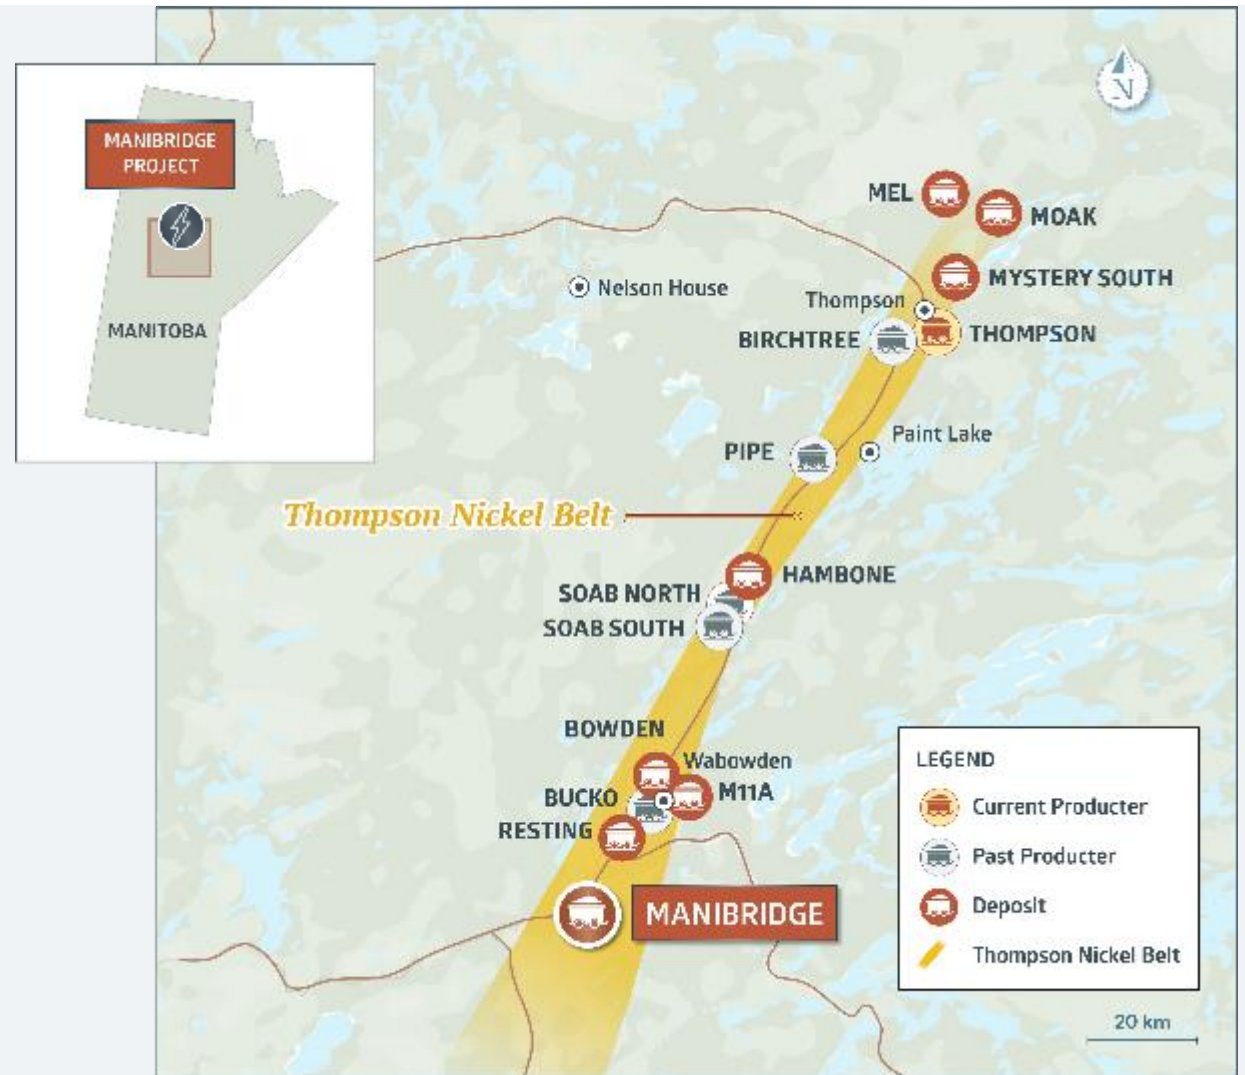 MANIBRIDGE
PROJECT
MANITOBA
N
MEL
MOAK
MYSTERY SOUTH
Nelson House
Thompson
BIRCHTREE
THOMPSON
Paint Lake
PIPE
Thompson Nickel Belt
HAMBONE
SOAB NORTH
SOAB SOUTH
BOWDEN
Wabowden
M11A
BUCKO
RESTING
MANIBRIDGE
LEGEND
Current Producter
Past Producter
Deposit
Thompson Nickel Belt
20 km